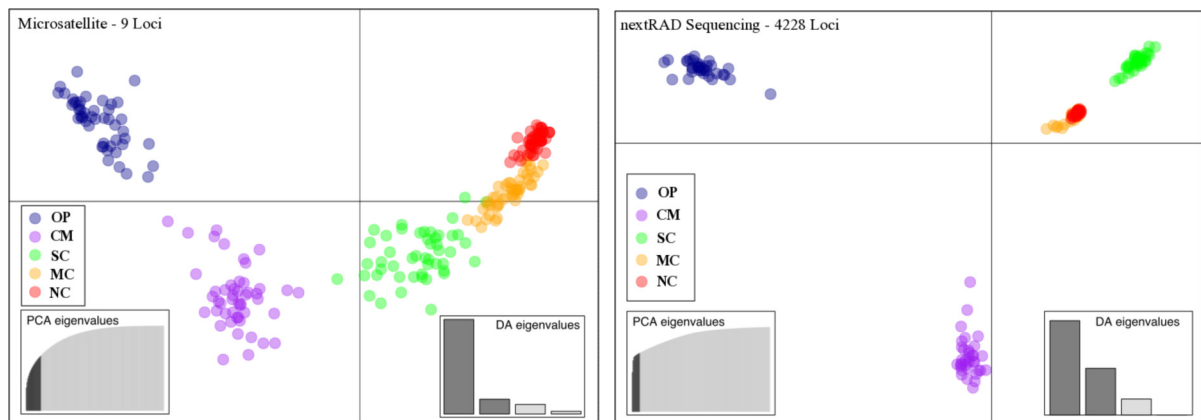 Microsatellite - 9 Loci
OP
CM
SC
MC
NC
PCA eigenvalues
DA eigenvalues
nextRAD Sequencing - 4228 Loci
OP
CM
SC
MC
NC
PCA eigenvalues
DA eigenvalues